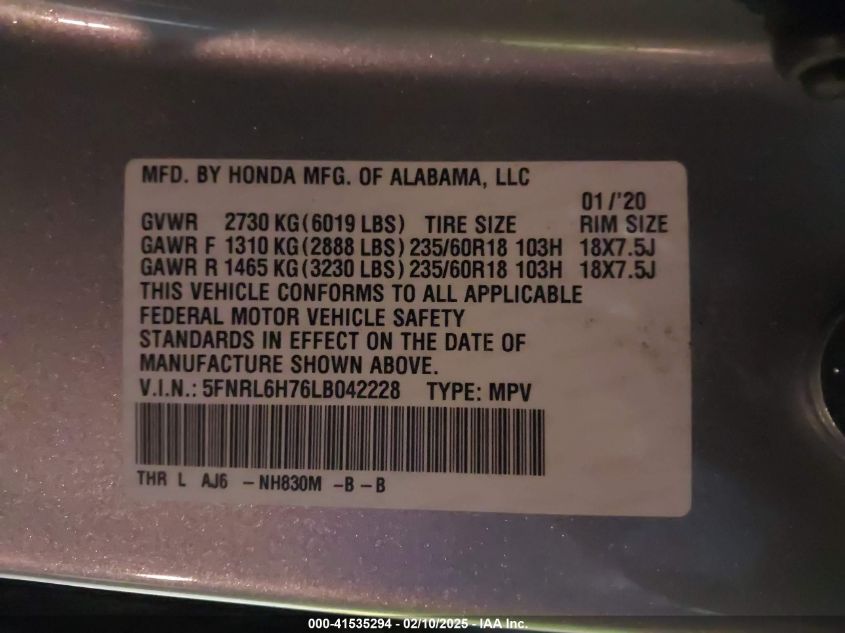 MFD. BY HONDA MFG. OF ALABAMA, LLC
01/'20
GVWR 2730 KG(6019 LBS) TIRE SIZE RIM SIZE
GAWR F 1310 KG(2888 LBS) 235/60R18 103H 18X7.5J
GAWR R 1465 KG(3230 LBS) 235/60R18 103H 18X7.5J
THIS VEHICLE CONFORMS TO ALL APPLICABLE
FEDERAL MOTOR VEHICLE SAFETY
STANDARDS IN EFFECT ON THE DATE OF
MANUFACTURE SHOWN ABOVE.
V.I.N.: 5FNRL6H76LB042228 TYPE: MPV
THR L AJ6 -NH830M -B-B
000-41535294 - 02/10/2025 - IAA Inc.